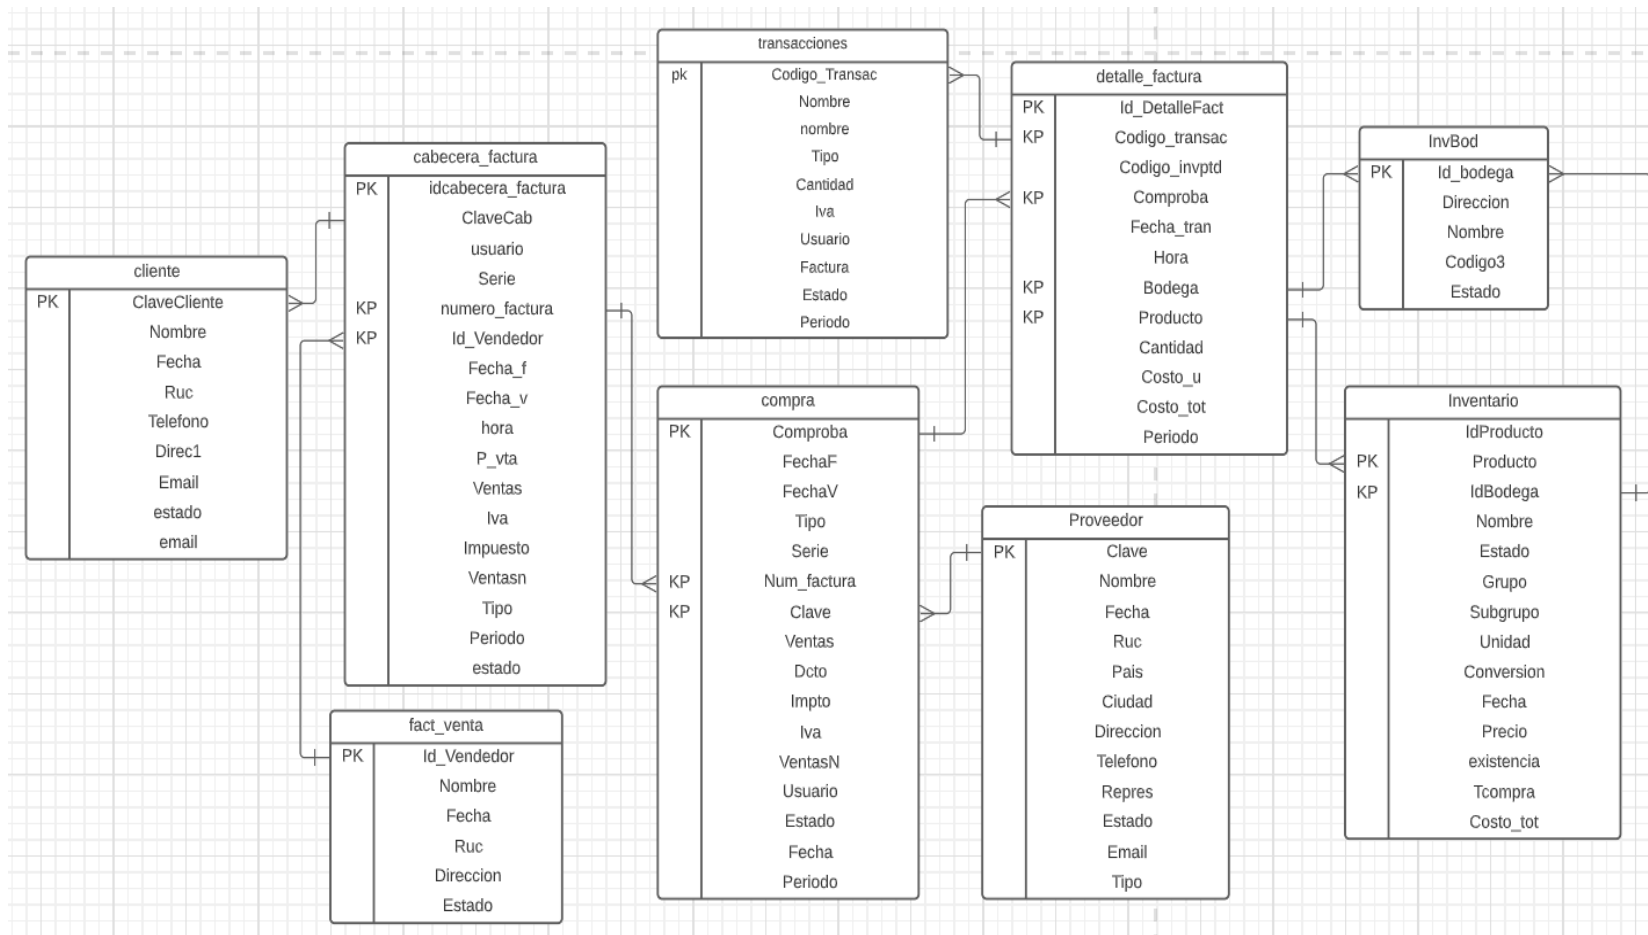 transacciones
pk Codigo_Transac
Nombre
nombre
Tipo
Cantidad
Iva
Usuario
Factura
Estado
Periodo
detalle_factura
PK Id_DetalleFact
KP Codigo_transac
Codigo_invptd
KP Comproba
Fecha_tran
Hora
KP Bodega
KP Producto
Cantidad
Costo_u
Costo_tot
Periodo
InvBod
PK Id_bodega
Direccion
Nombre
Codigo3
Estado
cabecera_factura
PK idcabecera_factura
ClaveCab
usuario
Serie
KP numero_factura
KP Id_Vendedor
Fecha_f
Fecha_v
hora
P_vta
Ventas
Iva
Impuesto
Ventasn
Tipo
Periodo
estado
cliente
PK ClaveCliente
Nombre
Fecha
Ruc
Telefono
Direc1
Email
estado
email
compra
PK Comproba
FechaF
FechaV
Tipo
Serie
KP Num_factura
KP Clave
Ventas
Dcto
Impto
Iva
VentasN
Usuario
Estado
Fecha
Periodo
Inventario
IdProducto
PK Producto
KP IdBodega
Nombre
Estado
Grupo
Subgrupo
Unidad
Conversion
Fecha
Precio
existencia
Tcompra
Costo_tot
Proveedor
PK Clave
Nombre
Fecha
Ruc
Pais
Ciudad
Direccion
Telefono
Repres
Estado
Email
Tipo
fact_venta
PK Id_Vendedor
Nombre
Fecha
Ruc
Direccion
Estado